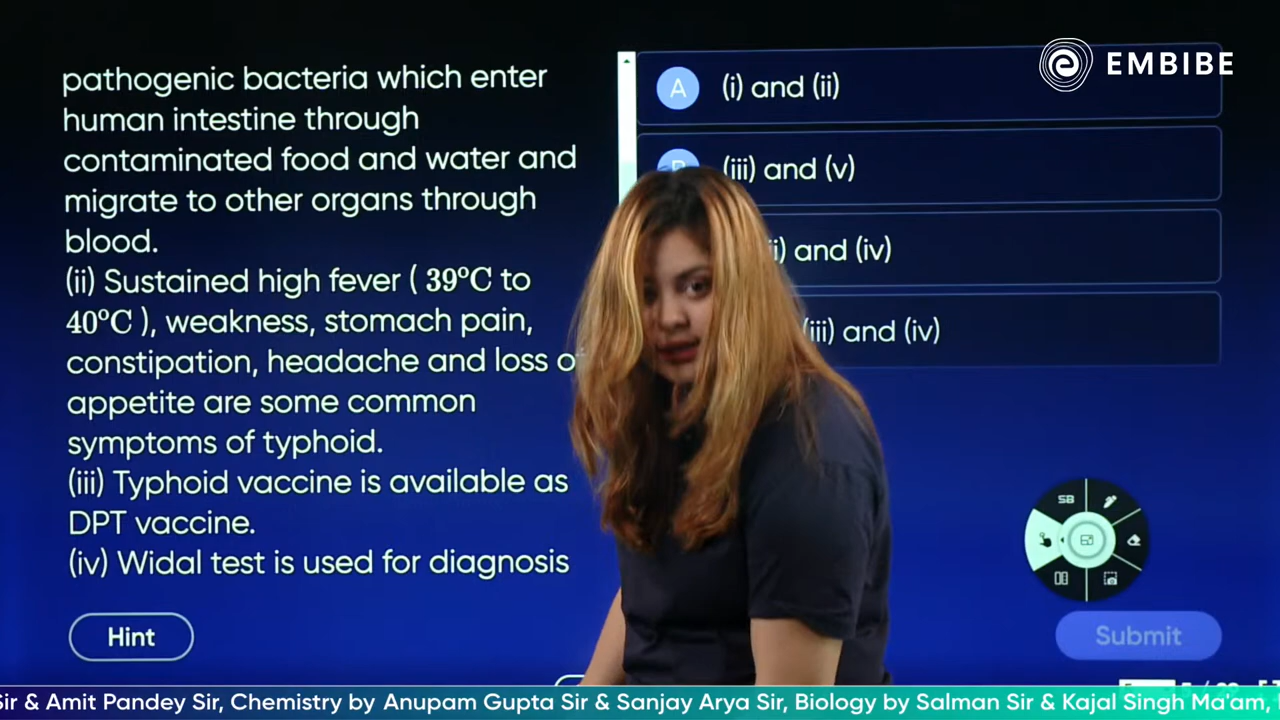 EMBIBE
pathogenic bacteria which enter
human intestine through
contaminated food and water and
migrate to other organs through
blood.
(ii) Sustained high fever ( 39°C to
40°C ), weakness, stomach pain,
constipation, headache and loss of
appetite are some common
symptoms of typhoid.
(iii) Typhoid vaccine is available as
DPT vaccine.
(iv) Widal test is used for diagnosis
Hint
A (i) and (ii)
B (iii) and (v)
and (iv)
(iii) and (iv)
SB
Submit
Sir & Amit Pandey Sir, Chemistry by Anupam Gupta Sir & Sanjay Arya Sir, Biology by Salman Sir & Kajal Singh Ma'am,